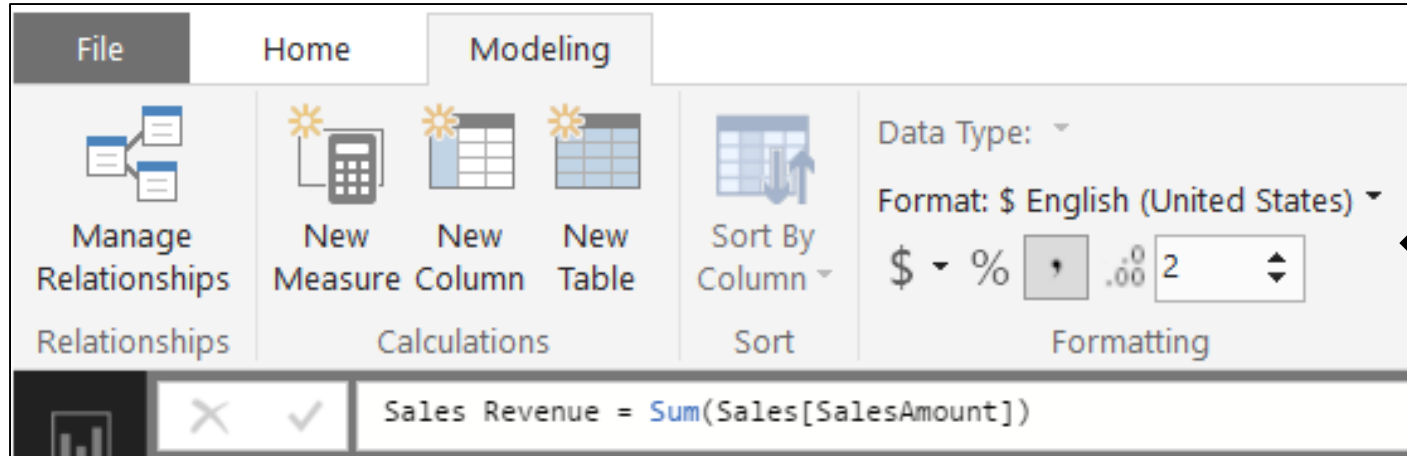 File Home Modeling
Manage Relationships
New Measure
New Column
New Table
Sort By Column
Data Type:
Format: $ English (United States)
$ % , .0 .00 2
Relationships Calculations Sort Formatting
Sales Revenue = Sum(Sales[SalesAmount])